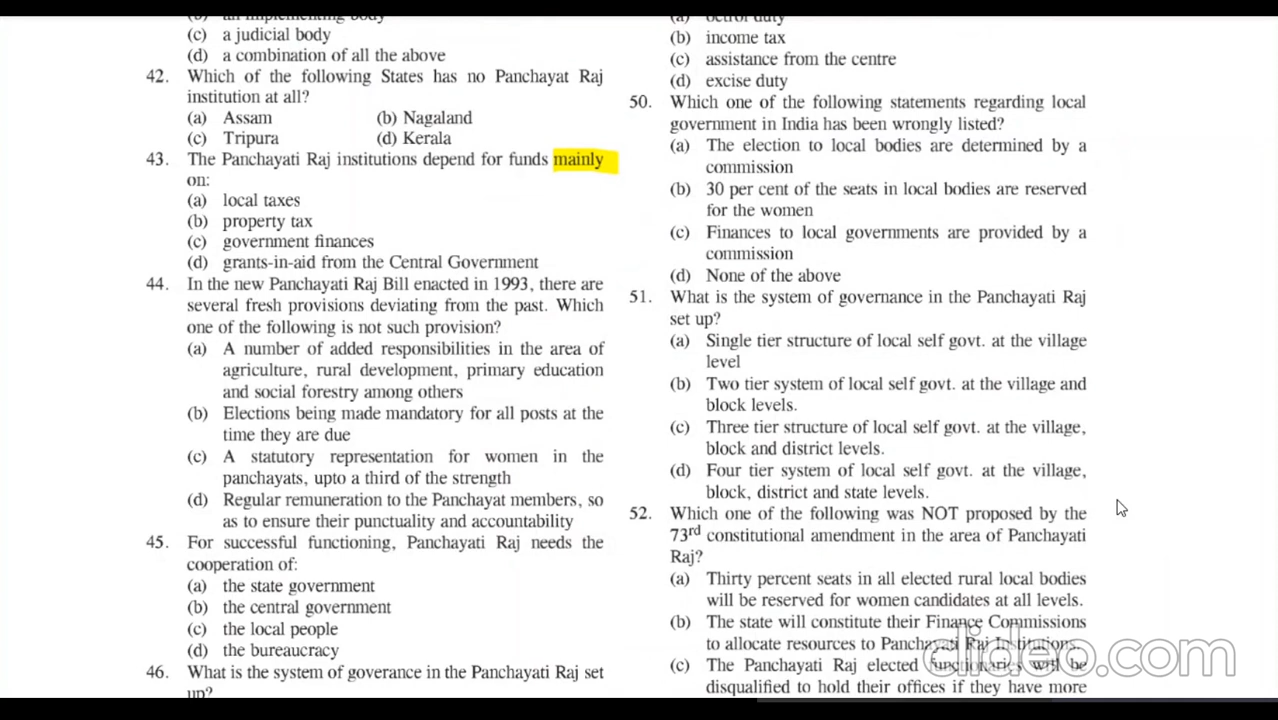 (b) an implementing body
(c) a judicial body
(d) a combination of all the above
42. Which of the following States has no Panchayat Raj
institution at all?
(a) Assam (b) Nagaland
(c) Tripura (d) Kerala
43. The Panchayati Raj institutions depend for funds mainly
on:
(a) local taxes
(b) property tax
(c) government finances
(d) grants-in-aid from the Central Government
44. In the new Panchayati Raj Bill enacted in 1993, there are
several fresh provisions deviating from the past. Which
one of the following is not such provision?
(a) A number of added responsibilities in the area of
agriculture, rural development, primary education
and social forestry among others
(b) Elections being made mandatory for all posts at the
time they are due
(c) A statutory representation for women in the
panchayats, upto a third of the strength
(d) Regular remuneration to the Panchayat members, so
as to ensure their punctuality and accountability
45. For successful functioning, Panchayati Raj needs the
cooperation of:
(a) the state government
(b) the central government
(c) the local people
(d) the bureaucracy
46. What is the system of goverance in the Panchayati Raj set
up?
(a) octroi duty
(b) income tax
(c) assistance from the centre
(d) excise duty
50. Which one of the following statements regarding local
government in India has been wrongly listed?
(a) The election to local bodies are determined by a
commission
(b) 30 per cent of the seats in local bodies are reserved
for the women
(c) Finances to local governments are provided by a
commission
(d) None of the above
51. What is the system of governance in the Panchayati Raj
set up?
(a) Single tier structure of local self govt. at the village
level
(b) Two tier system of local self govt. at the village and
block levels.
(c) Three tier structure of local self govt. at the village,
block and district levels.
(d) Four tier system of local self govt. at the village,
block, district and state levels.
52. Which one of the following was NOT proposed by the
73rd constitutional amendment in the area of Panchayati
Raj?
(a) Thirty percent seats in all elected rural local bodies
will be reserved for women candidates at all levels.
(b) The state will constitute their Finance Commissions
to allocate resources to Panchayati Raj Institutions.
(c) The Panchayati Raj elected functionaries will be
disqualified to hold their offices if they have more
clideo.com